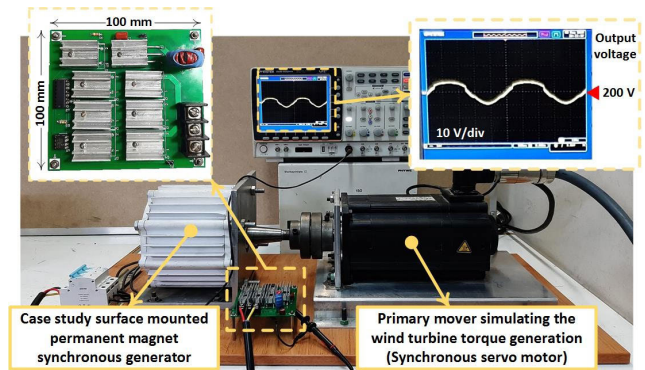 100 mm
100 mm
Output
voltage
200 V
10 V/div
Case study surface mounted
permanent magnet
synchronous generator
Primary mover simulating the
wind turbine torque generation
(Synchronous servo motor)